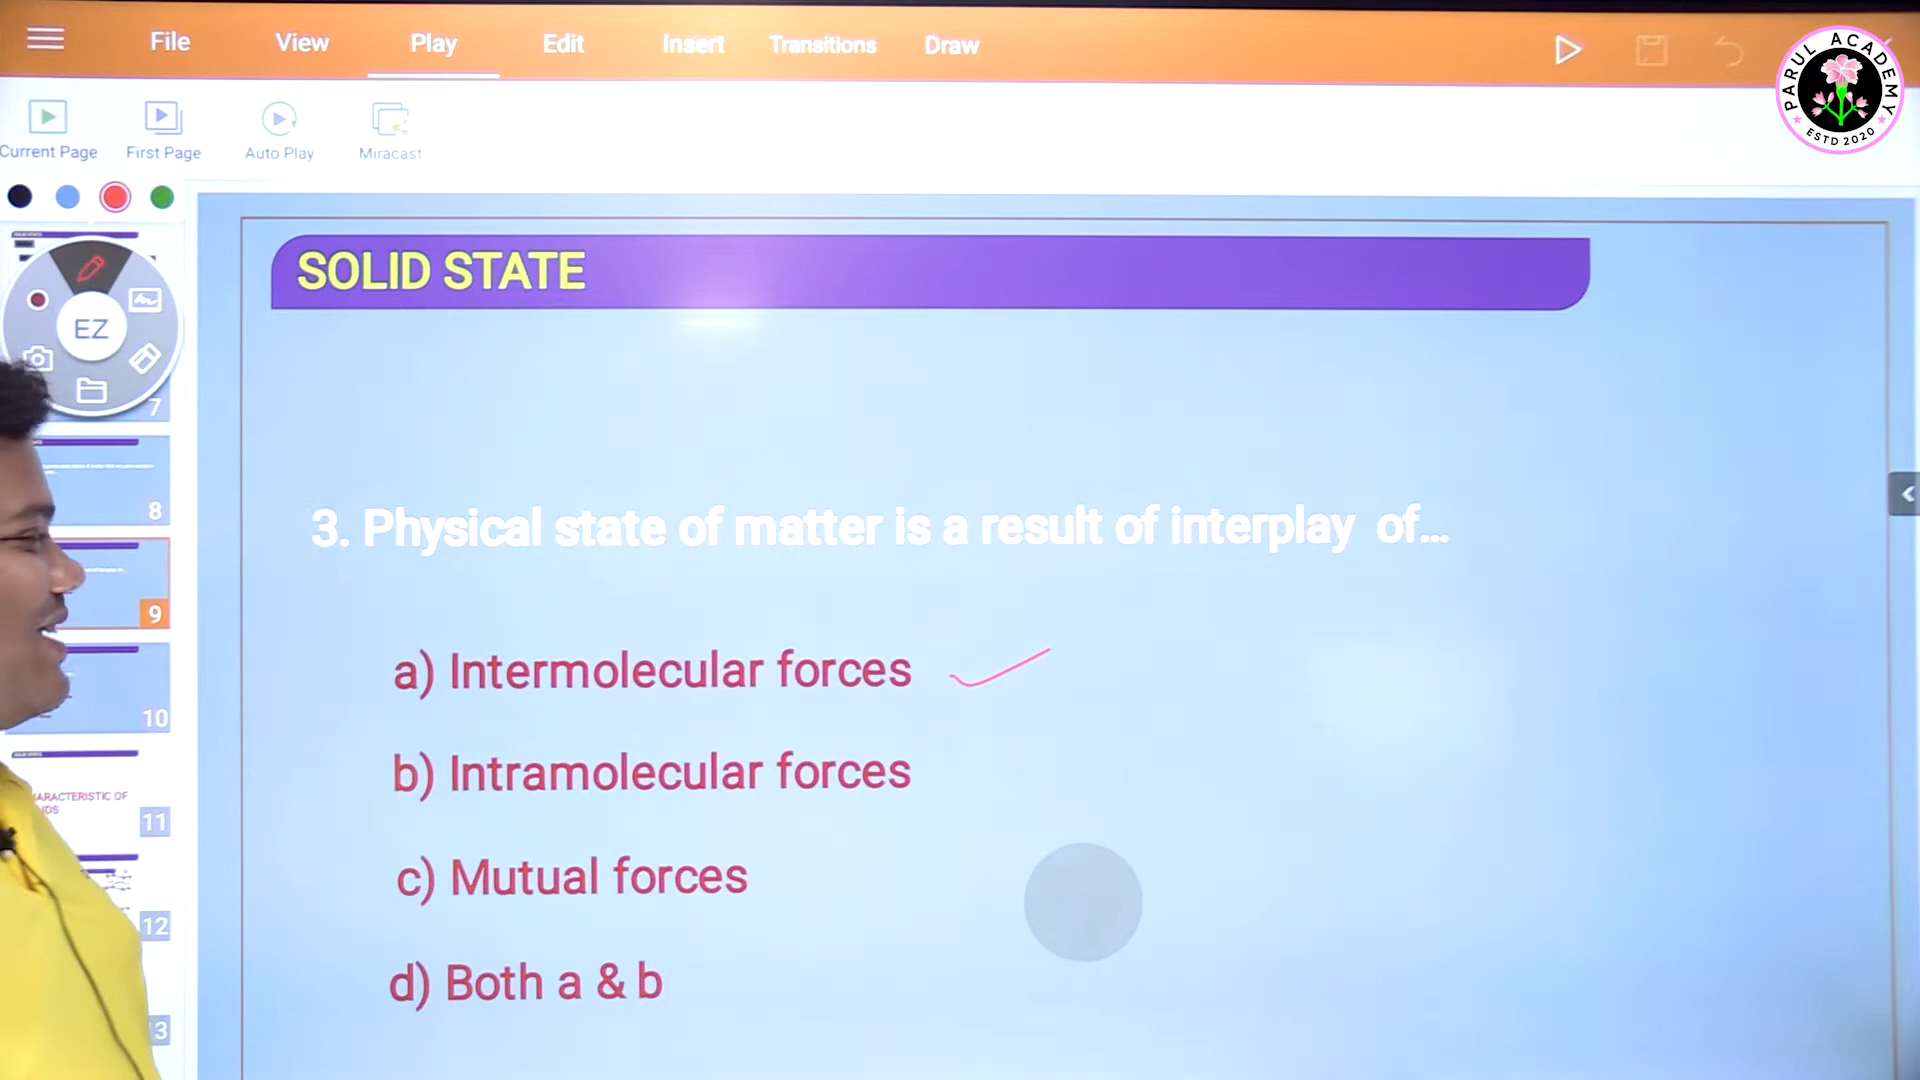 File View Play Edit Insert Transitions Draw
PARUL ACADEMY
ESTD 2020
Current Page First Page Auto Play Miracast
SOLID STATE
EZ
7
8
3. Physical state of matter is a result of interplay of...
9
a) Intermolecular forces
10
b) Intramolecular forces
11
c) Mutual forces
12
d) Both a & b